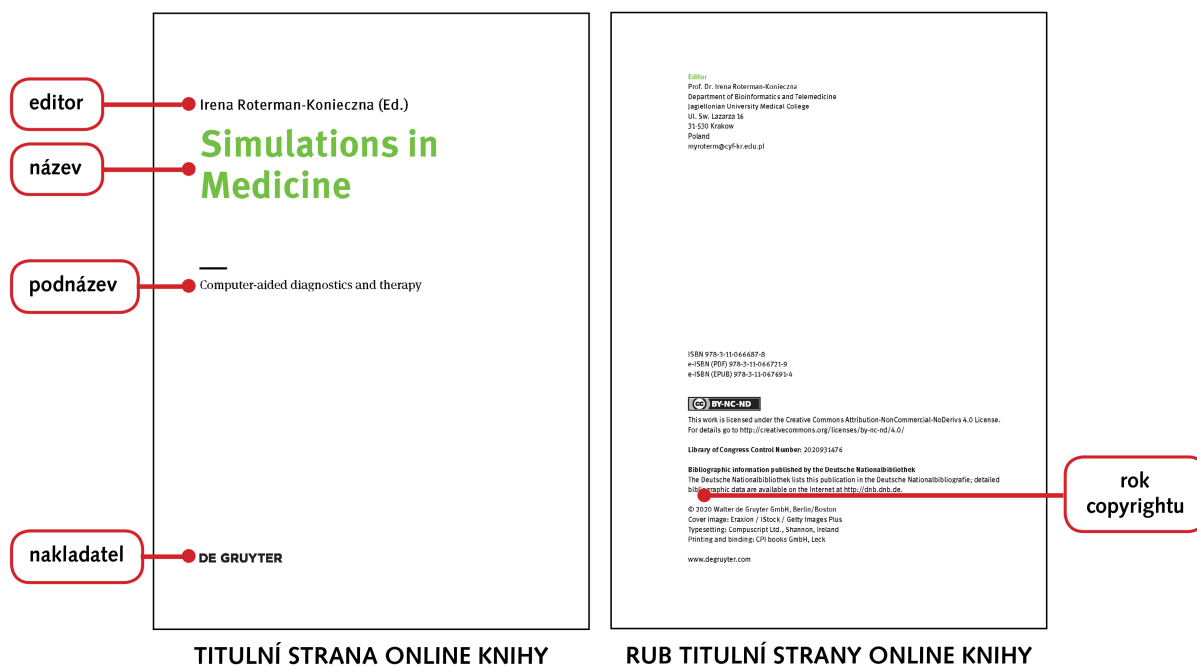 editor
název
podnázev
nakladatel
Irena Roterman-Konieczna (Ed.)
Simulations in
Medicine
Computer-aided diagnostics and therapy
DE GRUYTER
TITULNÍ STRANA ONLINE KNIHY
Editor
Prof. Dr. Irena Roterman-Konieczna
Department of Bioinformatics and Telemedicine
Jagiellonian University Medical College
Ul. Sw. Lazarza 16
31-530 Krakow
Poland
myroterm@cyf-kr.edu.pl
ISBN 978-3-11-066687-8
e-ISBN (PDF) 978-3-11-066721-9
e-ISBN (EPUB) 978-3-11-067691-4
cc BY-NC-ND
This work is licensed under the Creative Commons Attribution-NonCommercial-NoDerivs 4.0 License.
For details go to http://creativecommons.org/licenses/by-nc-nd/4.0/
Library of Congress Control Number: 2020931476
Bibliographic information published by the Deutsche Nationalbibliothek
The Deutsche Nationalbibliothek lists this publication in the Deutsche Nationalbibliografie; detailed
bibliographic data are available on the Internet at http://dnb.dnb.de.
© 2020 Walter de Gruyter GmbH, Berlin/Boston
Cover image: Eraxion / iStock / Getty Images Plus
Typesetting: Compuscript Ltd., Shannon, Ireland
Printing and binding: CPI books GmbH, Leck
www.degruyter.com
rok
copyrightu
RUB TITULNÍ STRANY ONLINE KNIHY